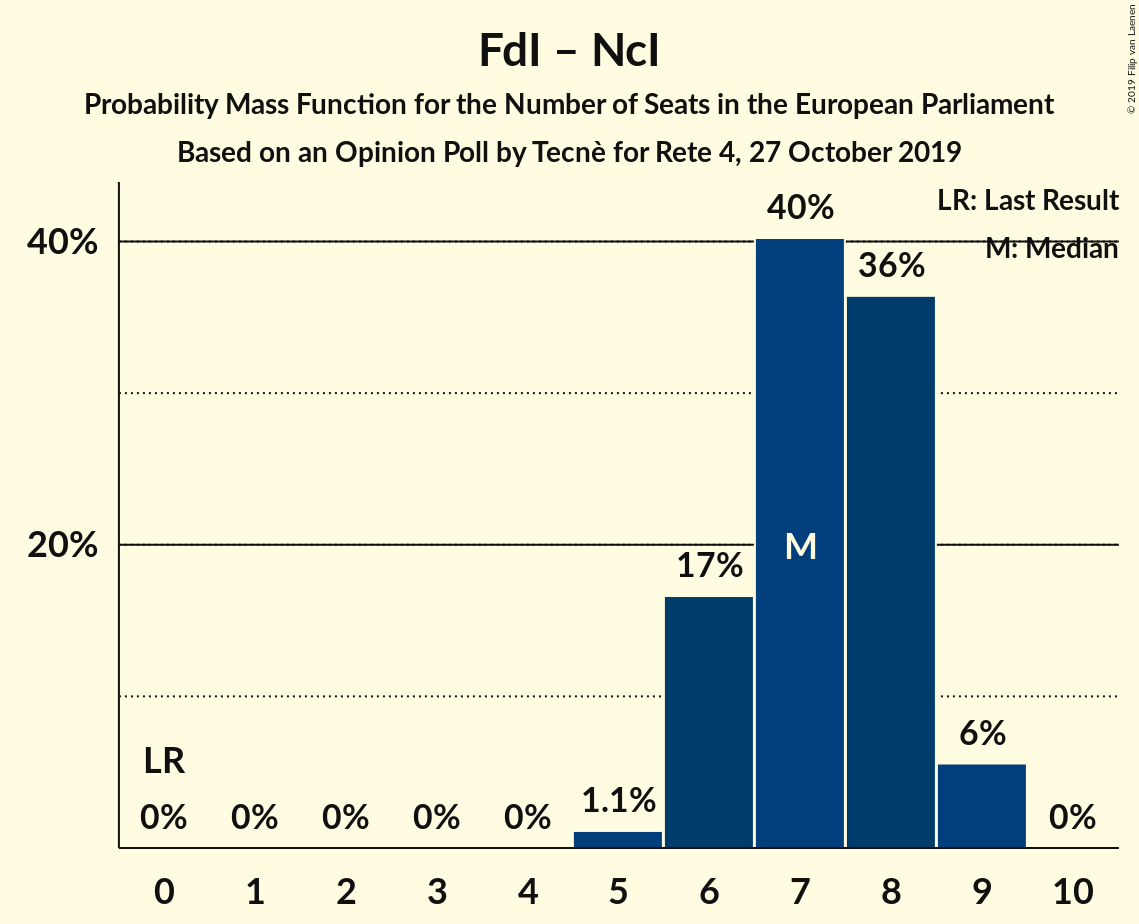 FdI – NcI
Probability Mass Function for the Number of Seats in the European Parliament
Based on an Opinion Poll by Tecnè for Rete 4, 27 October 2019
© 2019 Filip van Laenen
LR: Last Result
M: Median
40%
20%
LR
0%
0%
0%
0%
0%
1.1%
17%
40%
M
36%
6%
0%
0 1 2 3 4 5 6 7 8 9 10